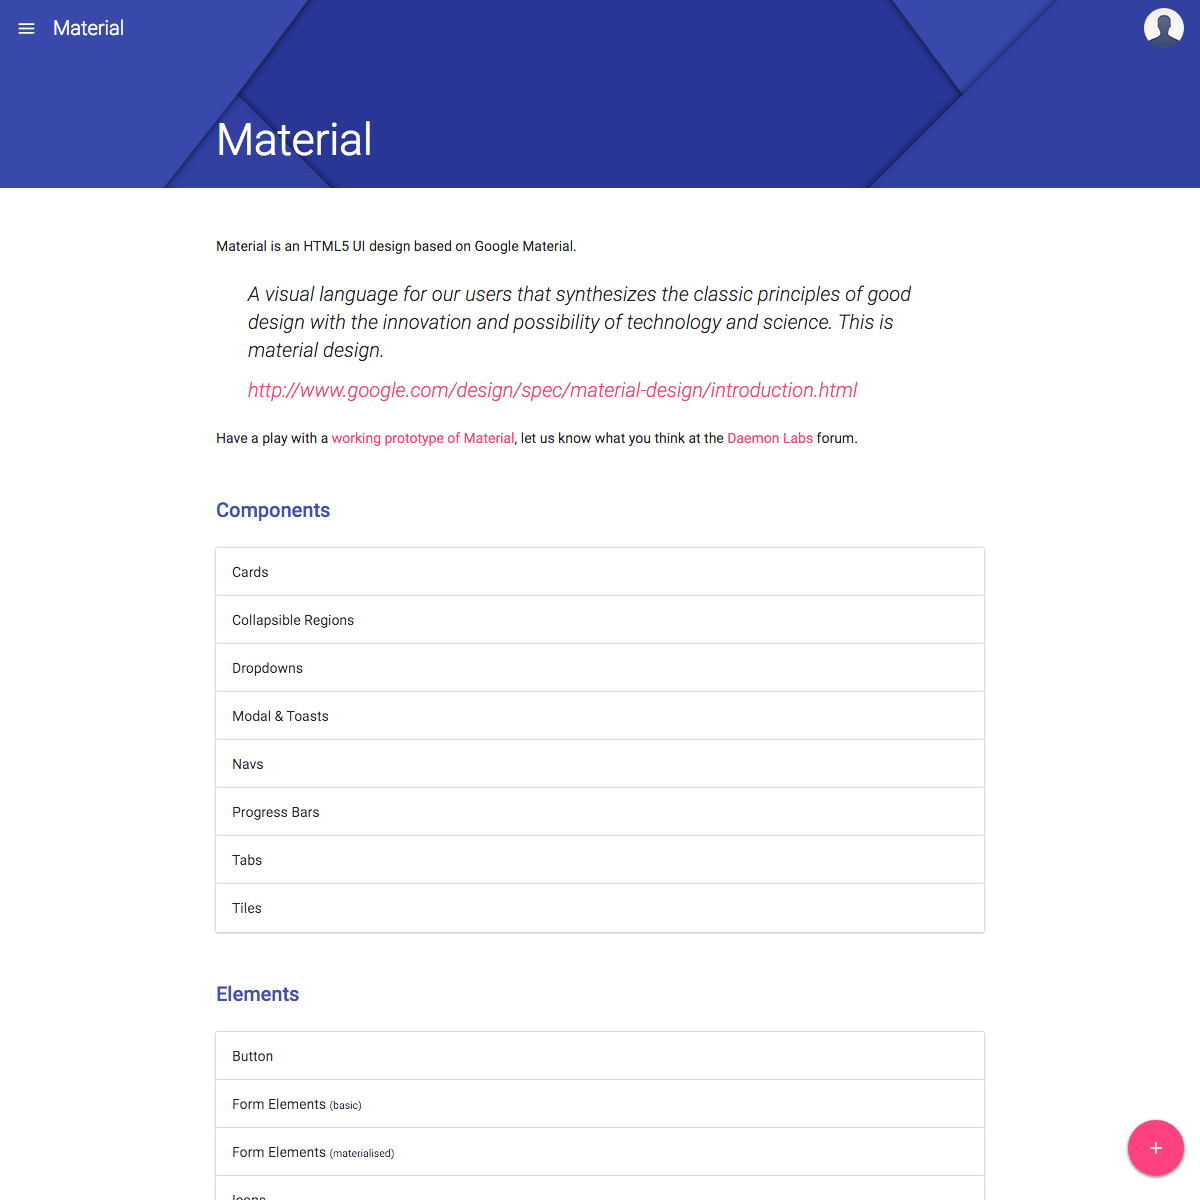 Material
Material
Material is an HTML5 UI design based on Google Material.
A visual language for our users that synthesizes the classic principles of good
design with the innovation and possibility of technology and science. This is
material design.
http://www.google.com/design/spec/material-design/introduction.html
Have a play with a working prototype of Material, let us know what you think at the Daemon Labs forum.
Components
Cards
Collapsible Regions
Dropdowns
Modal & Toasts
Navs
Progress Bars
Tabs
Tiles
Elements
Button
Form Elements (basic)
Form Elements (materialised)
Icons